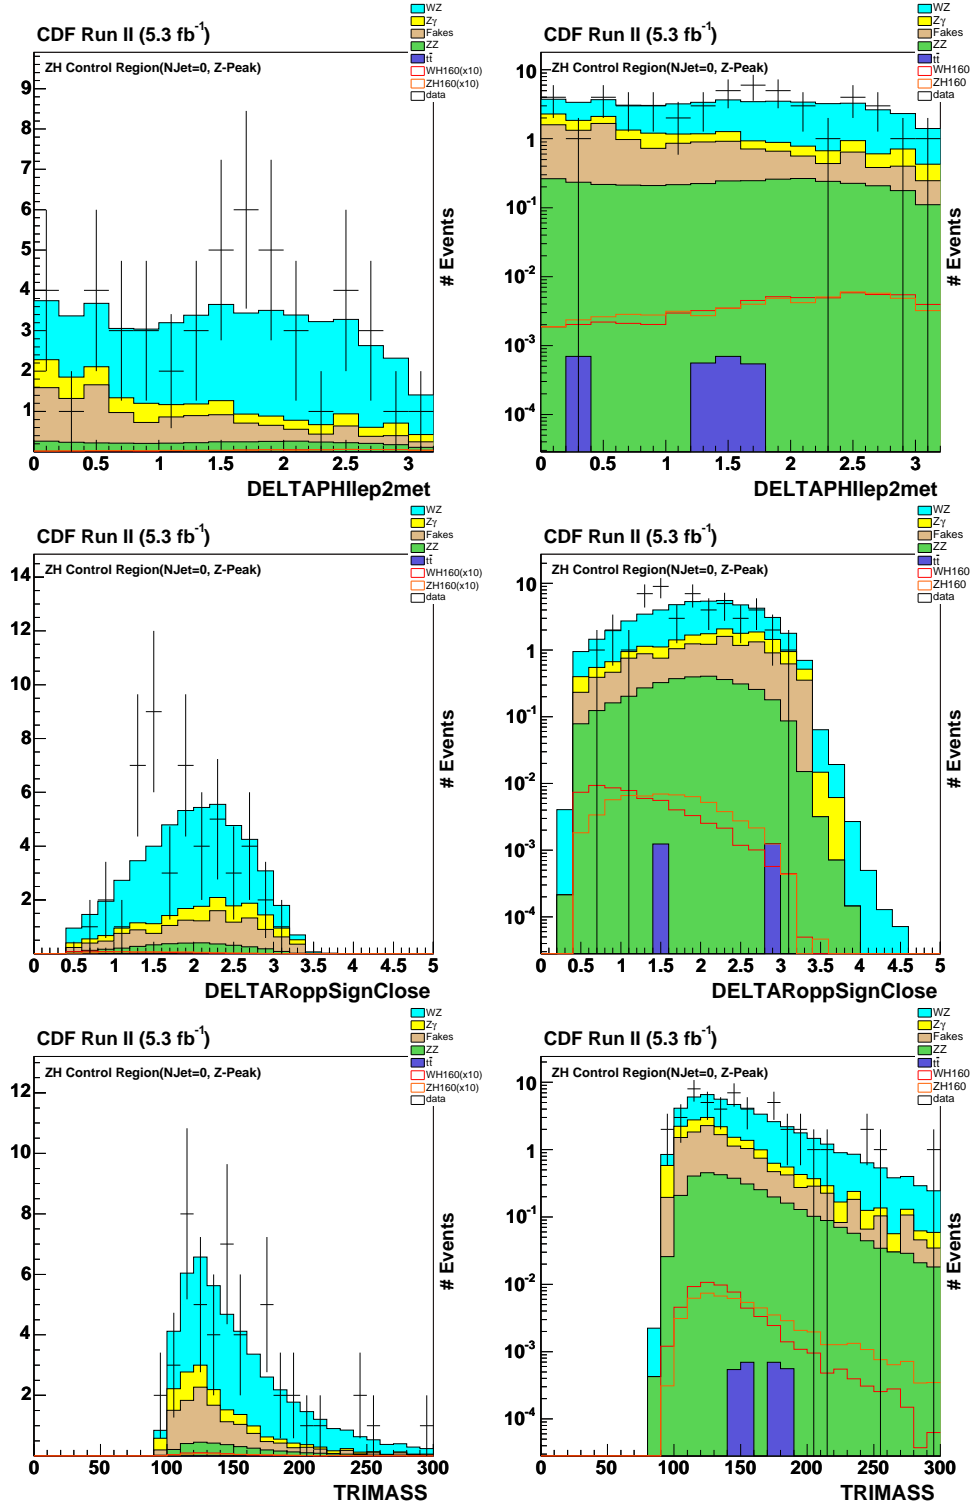 CDF Run II (5.3 fb-1)
ZH Control Region(NJet=0, Z-Peak)
WZ
Zγ
Fakes
ZZ
tt̄
WH160(x10)
ZH160(x10)
data
9
8
7
6
5
4
3
2
1
# Events
0 0.5 1 1.5 2 2.5 3
DELTAPHIlep2met
CDF Run II (5.3 fb-1)
ZH Control Region(NJet=0, Z-Peak)
WZ
Zγ
Fakes
ZZ
tt̄
WH160
ZH160
data
10
1
10-1
10-2
10-3
10-4
# Events
0 0.5 1 1.5 2 2.5 3
DELTAPHIlep2met
CDF Run II (5.3 fb-1)
ZH Control Region(NJet=0, Z-Peak)
WZ
Zγ
Fakes
ZZ
tt̄
WH160(x10)
ZH160(x10)
data
14
12
10
8
6
4
2
# Events
0 0.5 1 1.5 2 2.5 3 3.5 4 4.5 5
DELTARoppSignClose
CDF Run II (5.3 fb-1)
ZH Control Region(NJet=0, Z-Peak)
WZ
Zγ
Fakes
ZZ
tt̄
WH160
ZH160
data
10
1
10-1
10-2
10-3
10-4
# Events
0 0.5 1 1.5 2 2.5 3 3.5 4 4.5 5
DELTARoppSignClose
CDF Run II (5.3 fb-1)
ZH Control Region(NJet=0, Z-Peak)
WZ
Zγ
Fakes
ZZ
tt̄
WH160(x10)
ZH160(x10)
data
12
10
8
6
4
2
# Events
0 50 100 150 200 250 300
TRIMASS
CDF Run II (5.3 fb-1)
ZH Control Region(NJet=0, Z-Peak)
WZ
Zγ
Fakes
ZZ
tt̄
WH160
ZH160
data
10
1
10-1
10-2
10-3
10-4
# Events
0 50 100 150 200 250 300
TRIMASS